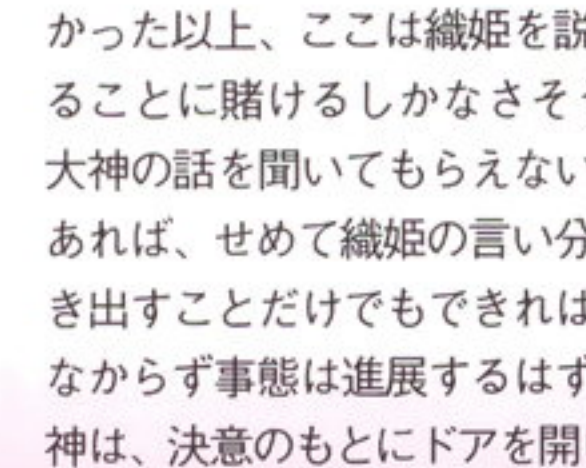 かった以上、ここは織姫を説
ることに賭けるしかなさそ
大神の話を聞いてもらえない
あれば、せめて織姫の言い分
き出すことだけでもできれば
なからず事態は進展するはず
神は、決意のもとにドアを開